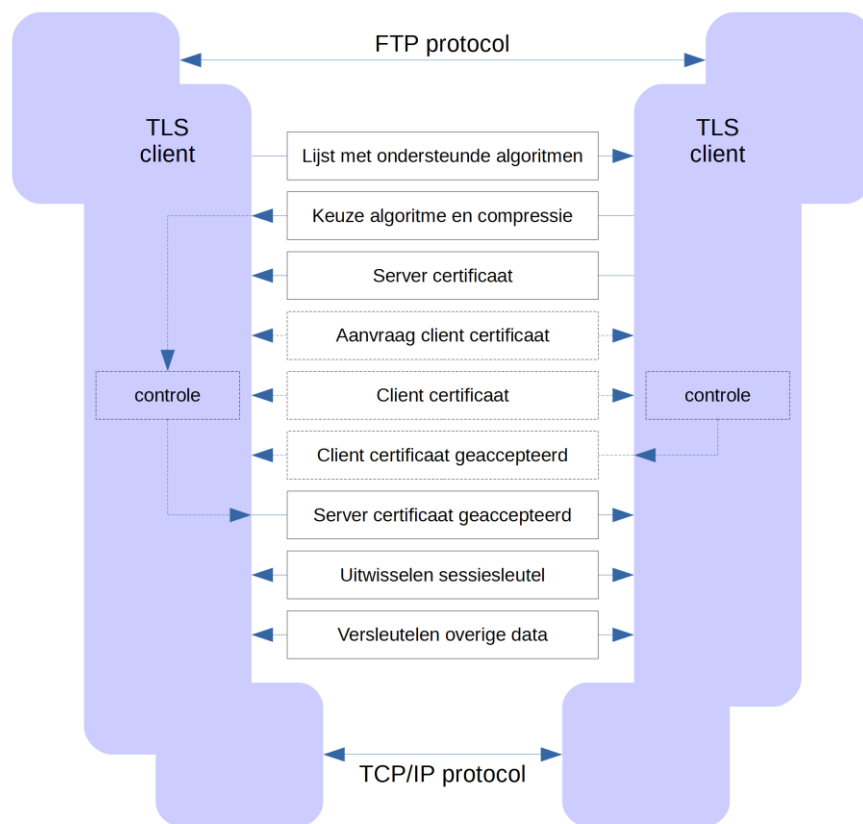 FTP protocol
TLS
client
TLS
client
Lijst met ondersteunde algoritmen
Keuze algoritme en compressie
Server certificaat
Aanvraag client certificaat
controle
Client certificaat
controle
Client certificaat geaccepteerd
Server certificaat geaccepteerd
Uitwisselen sessiesleutel
Versleutelen overige data
TCP/IP protocol